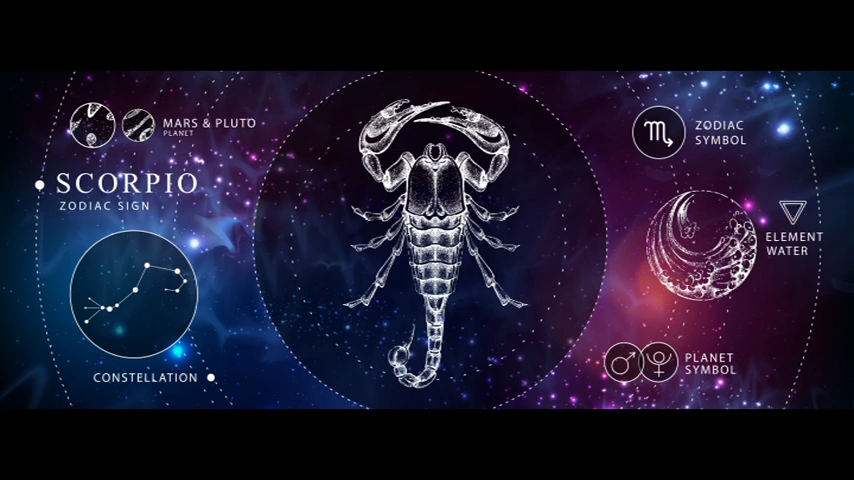 MARS & PLUTO
PLANET
SCORPIO
ZODIAC SIGN
CONSTELLATION
ZODIAC
SYMBOL
ELEMENT
WATER
PLANET
SYMBOL